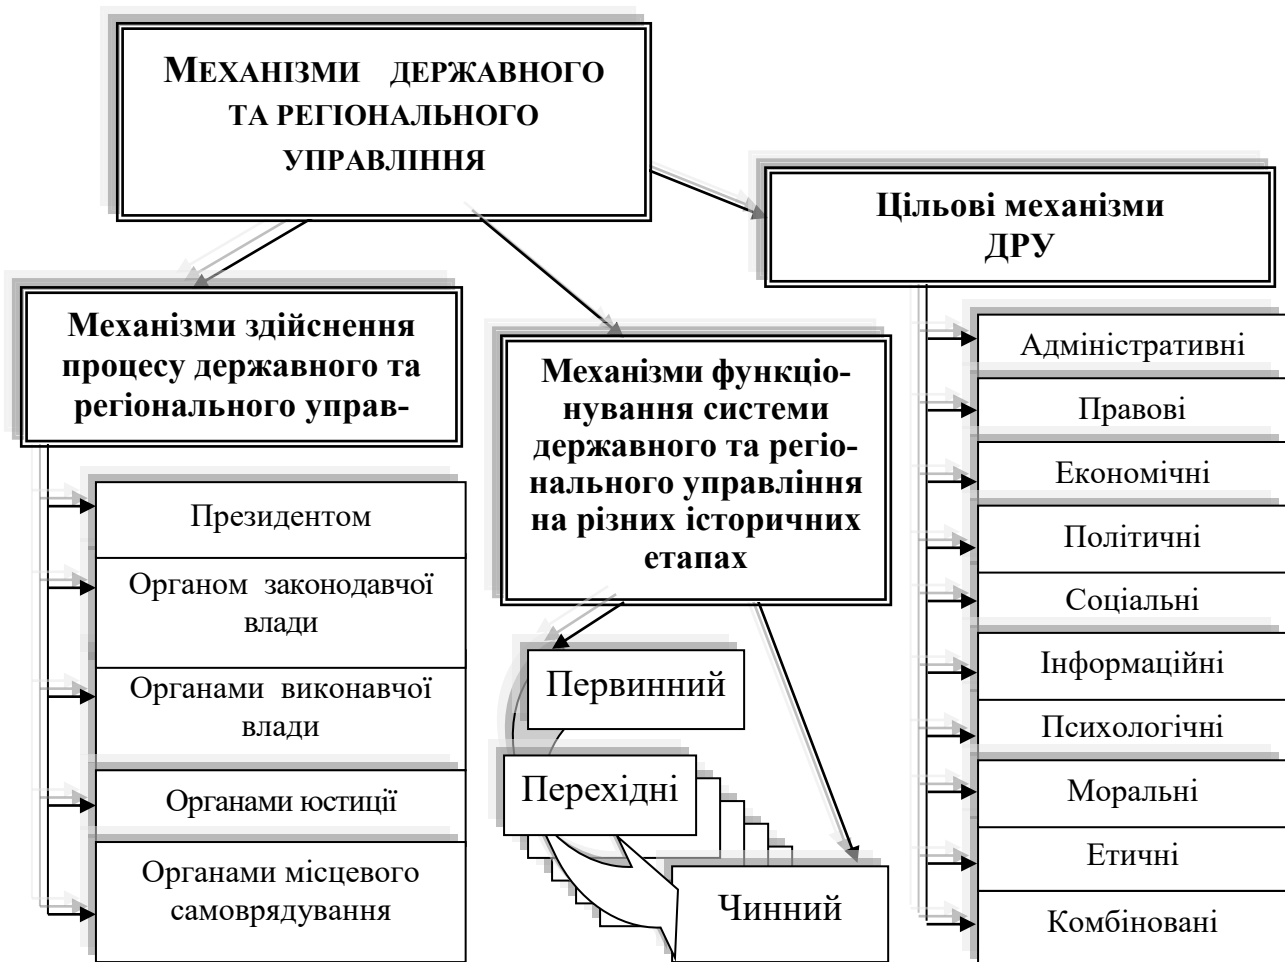 МЕХАНІЗМИ ДЕРЖАВНОГО
ТА РЕГІОНАЛЬНОГО
УПРАВЛІННЯ
Цільові механізми
ДРУ
Механізми здійснення
процесу державного та
регіонального управ-
Президентом
Органом законодавчої
влади
Органами виконавчої
влади
Органами юстиції
Органами місцевого
самоврядування
Механізми функціо-
нування системи
державного та регіо-
нального управління
на різних історичних
етапах
Первинний
Перехідні
Чинний
Адміністративні
Правові
Економічні
Політичні
Соціальні
Інформаційні
Психологічні
Моральні
Етичні
Комбіновані